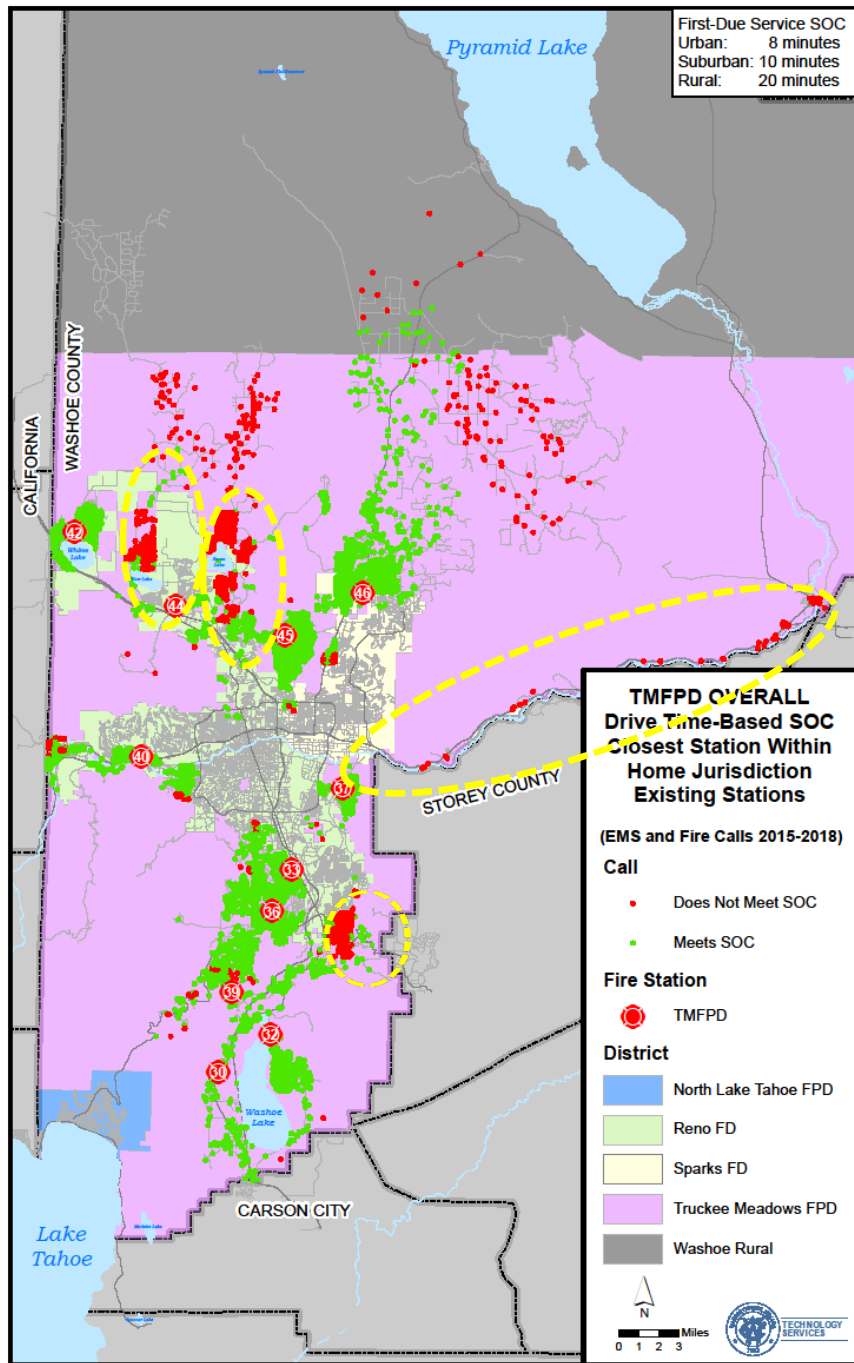 First-Due Service SOC
Urban: 8 minutes
Suburban: 10 minutes
Rural: 20 minutes
Pyramid Lake
WASHOE COUNTY
CALIFORNIA
42
44
46
45
40
37
33
36
39
32
30
STOREY COUNTY
Washoe
Lake
CARSON CITY
Lake
Tahoe
TMFPD OVERALL
Drive Time-Based SOC
Closest Station Within
Home Jurisdiction
Existing Stations
(EMS and Fire Calls 2015-2018)
Call
Does Not Meet SOC
Meets SOC
Fire Station
TMFPD
District
North Lake Tahoe FPD
Reno FD
Sparks FD
Truckee Meadows FPD
Washoe Rural
N
0 1 2 3 Miles
TECHNOLOGY
SERVICES